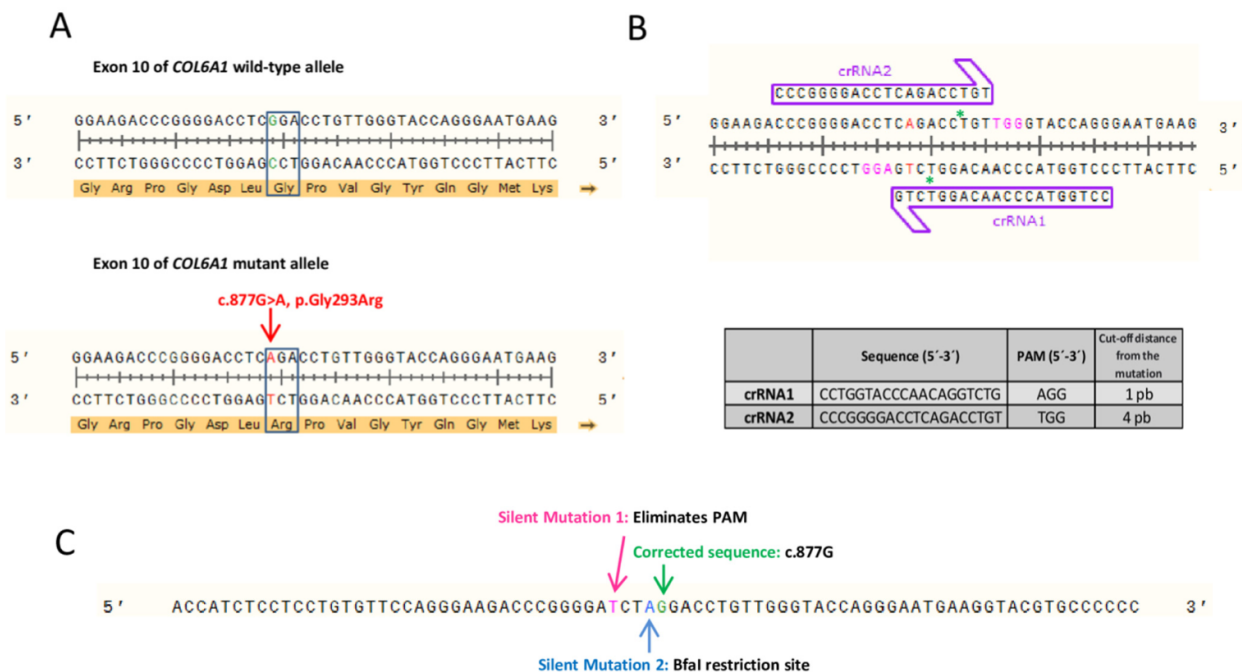 A
Exon 10 of COL6A1 wild-type allele
5´ GGAAGACCCGGGGACCTCGGACCTGTTGGGTACCAGGGAATGAAG 3´
3´ CCTTCTGGGCCCCTGGAGCCTGGACAACCCATGGTCCCTTACTTC 5´
Gly Arg Pro Gly Asp Leu Gly Pro Val Gly Tyr Gln Gly Met Lys
Exon 10 of COL6A1 mutant allele
c.877G>A, p.Gly293Arg
5´ GGAAGACCCGGGGACCTCAGACCTGTTGGGTACCAGGGAATGAAG 3´
3´ CCTTCTGGGCCCCTGGAGTCTGGACAACCCATGGTCCCTTACTTC 5´
Gly Arg Pro Gly Asp Leu Arg Pro Val Gly Tyr Gln Gly Met Lys
B
crRNA2
CCCGGGGACCTCAGACCTGT
*
5´ GGAAGACCCGGGGACCTCAGACCTGTTGGGTACCAGGGAATGAAG 3´
3´ CCTTCTGGGCCCCTGGAGTCTGGACAACCCATGGTCCCTTACTTC 5´
*
GTCTGGACAACCCATGGTCC
crRNA1
Sequence (5´-3´) PAM (5´-3´) Cut-off distance from the mutation
crRNA1 CCTGGTACCCAACAGGTCTG AGG 1 pb
crRNA2 CCCGGGGACCTCAGACCTGT TGG 4 pb
C
Silent Mutation 1: Eliminates PAM
Corrected sequence: c.877G
5´ ACCATCTCCTCCTGTGTTCCAGGGAAGACCCGGGGATCTAGGACCTGTTGGGTACCAGGGAATGAAGGTACGTGCCCCCC 3´
Silent Mutation 2: BfaI restriction site